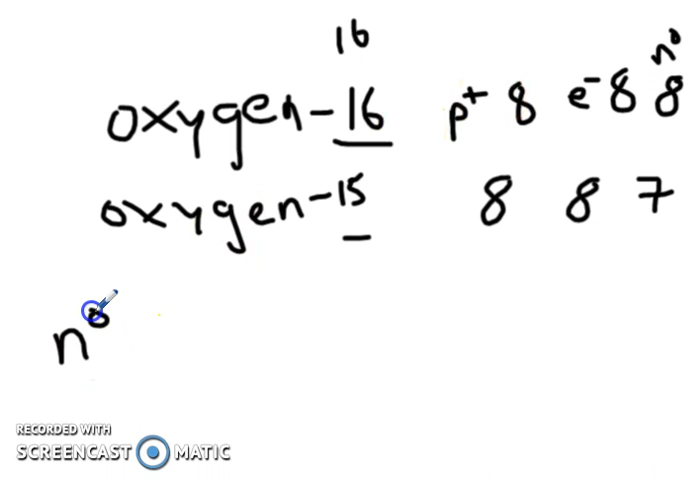 16
n⁰
oxygen-16 p⁺ 8 e⁻ 8 8
oxygen-15 8 8 7
n⁰
RECORDED WITH
SCREENCAST MATIC